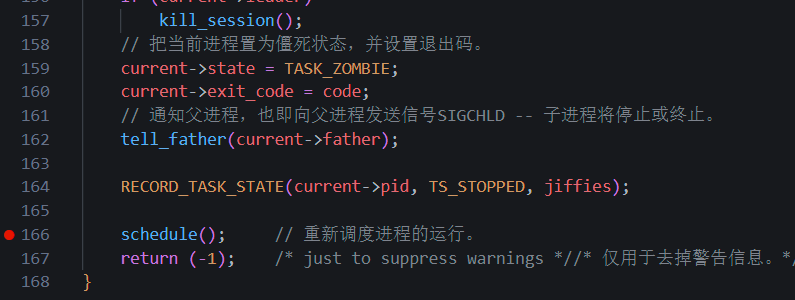 156 if (current->leader)
157 kill_session();
158 // 把当前进程置为僵死状态，并设置退出码。
159 current->state = TASK_ZOMBIE;
160 current->exit_code = code;
161 // 通知父进程，也即向父进程发送信号SIGCHLD -- 子进程将停止或终止。
162 tell_father(current->father);
163
164 RECORD_TASK_STATE(current->pid, TS_STOPPED, jiffies);
165
166 schedule(); // 重新调度进程的运行。
167 return (-1); /* just to suppress warnings *//* 仅用于去掉警告信息。*/
168 }